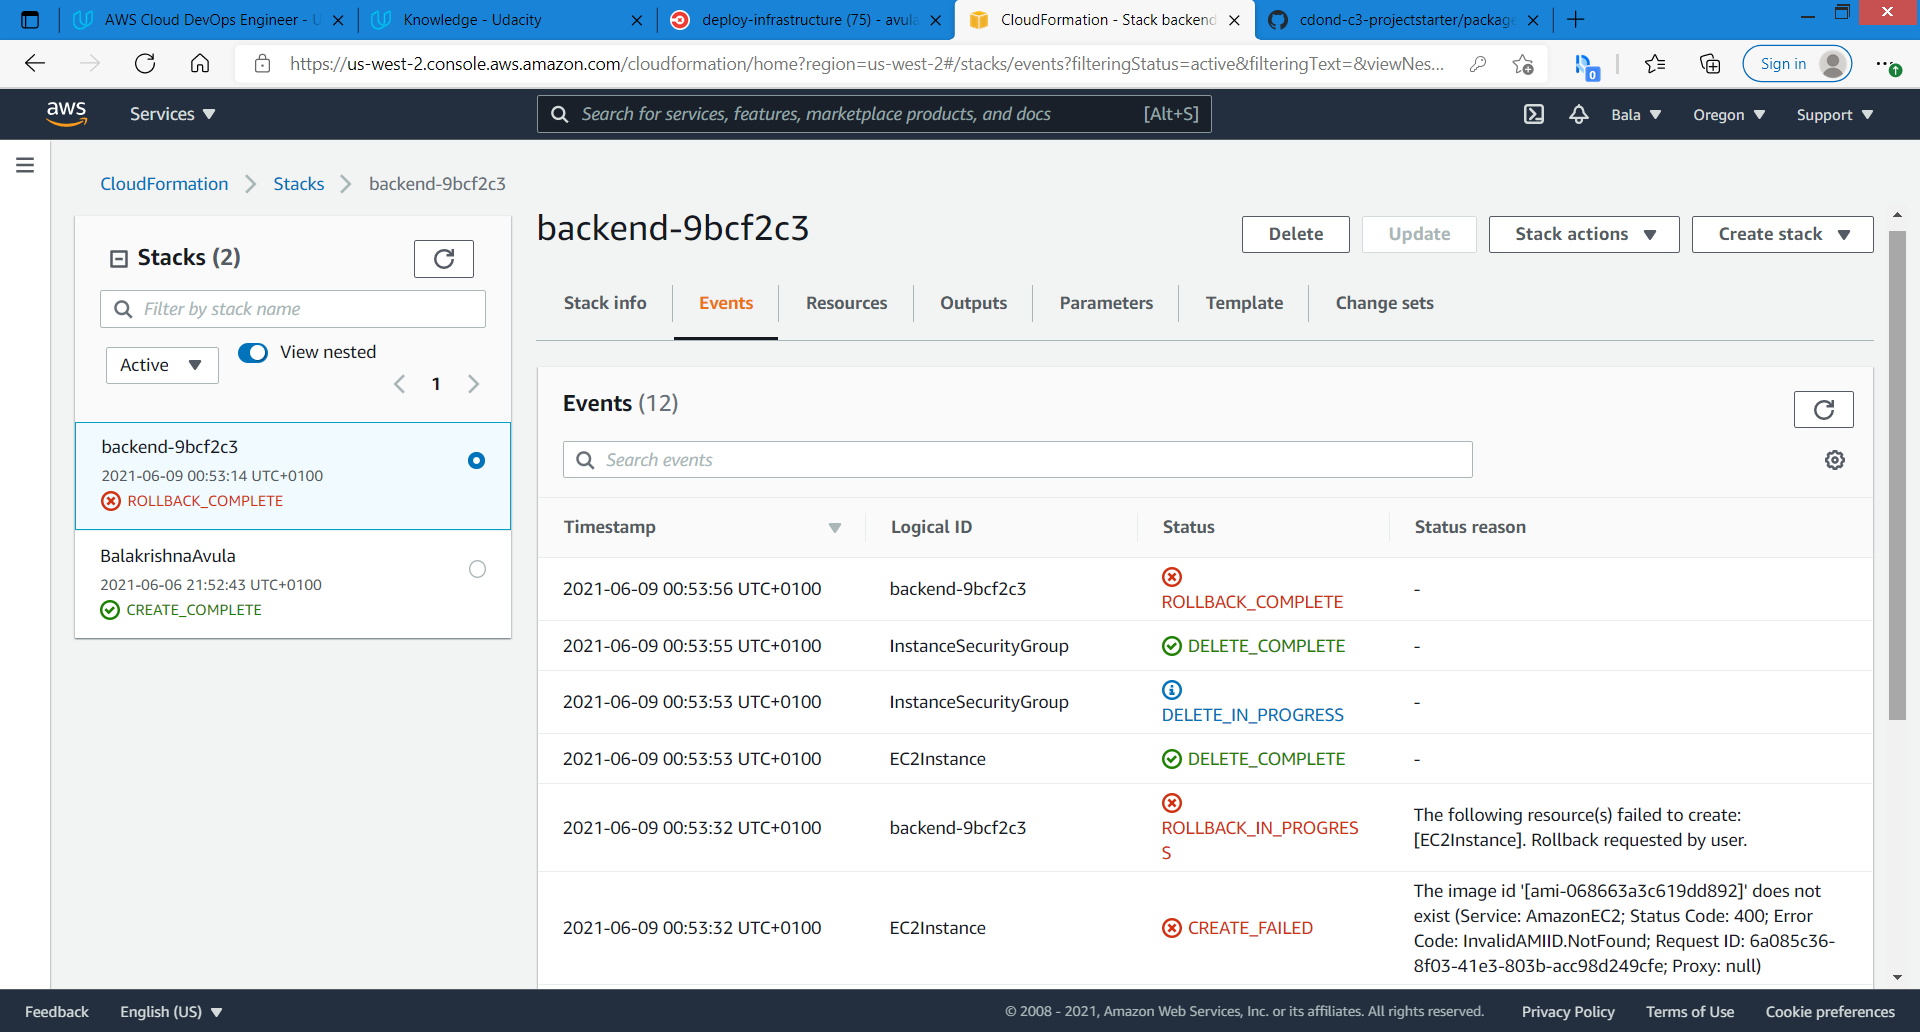 AWS Cloud DevOps Engineer - U
Knowledge - Udacity
deploy-infrastructure (75) - avula
CloudFormation - Stack backend
cdond-c3-projectstarter/package
https://us-west-2.console.aws.amazon.com/cloudformation/home?region=us-west-2#/stacks/events?filteringStatus=active&filteringText=&viewNes...
0
Sign in
aws
Services
Search for services, features, marketplace products, and docs
[Alt+S]
Bala
Oregon
Support
CloudFormation
Stacks
backend-9bcf2c3
Stacks (2)
Filter by stack name
Active
View nested
1
backend-9bcf2c3
2021-06-09 00:53:14 UTC+0100
ROLLBACK_COMPLETE
BalakrishnaAvula
2021-06-06 21:52:43 UTC+0100
CREATE_COMPLETE
backend-9bcf2c3
Delete
Update
Stack actions
Create stack
Stack info
Events
Resources
Outputs
Parameters
Template
Change sets
Events (12)
Search events
Timestamp
Logical ID
Status
Status reason
2021-06-09 00:53:56 UTC+0100
backend-9bcf2c3
ROLLBACK_COMPLETE
-
2021-06-09 00:53:55 UTC+0100
InstanceSecurityGroup
DELETE_COMPLETE
-
2021-06-09 00:53:53 UTC+0100
InstanceSecurityGroup
DELETE_IN_PROGRESS
-
2021-06-09 00:53:53 UTC+0100
EC2Instance
DELETE_COMPLETE
-
2021-06-09 00:53:32 UTC+0100
backend-9bcf2c3
ROLLBACK_IN_PROGRES
S
The following resource(s) failed to create:
[EC2Instance]. Rollback requested by user.
2021-06-09 00:53:32 UTC+0100
EC2Instance
CREATE_FAILED
The image id '[ami-068663a3c619dd892]' does not
exist (Service: AmazonEC2; Status Code: 400; Error
Code: InvalidAMIID.NotFound; Request ID: 6a085c36-
8f03-41e3-803b-acc98d249cfe; Proxy: null)
Feedback
English (US)
© 2008 - 2021, Amazon Web Services, Inc. or its affiliates. All rights reserved.
Privacy Policy
Terms of Use
Cookie preferences